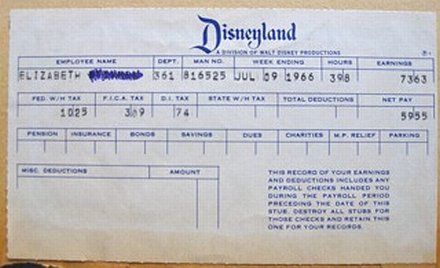 Disneyland
A DIVISION OF WALT DISNEY PRODUCTIONS
EMPLOYEE NAME DEPT. MAN NO. WEEK ENDING HOURS EARNINGS
ELIZABETH 361 816525 JUL 09 1966 398 7363
FED. W/H TAX F.I.C.A. TAX D.I. TAX STATE W/H TAX TOTAL DEDUCTIONS NET PAY
1025 309 74 5955
PENSION INSURANCE BONDS SAVINGS DUES CHARITIES M.P. RELIEF PARKING
MISC. DEDUCTIONS AMOUNT
THIS RECORD OF YOUR EARNINGS
AND DEDUCTIONS INCLUDES ANY
PAYROLL CHECKS HANDED YOU
DURING THE PAYROLL PERIOD
PRECEDING THE DATE OF THIS
STUB. DESTROY ALL STUBS FOR
THOSE CHECKS AND RETAIN THIS
ONE FOR YOUR RECORDS.